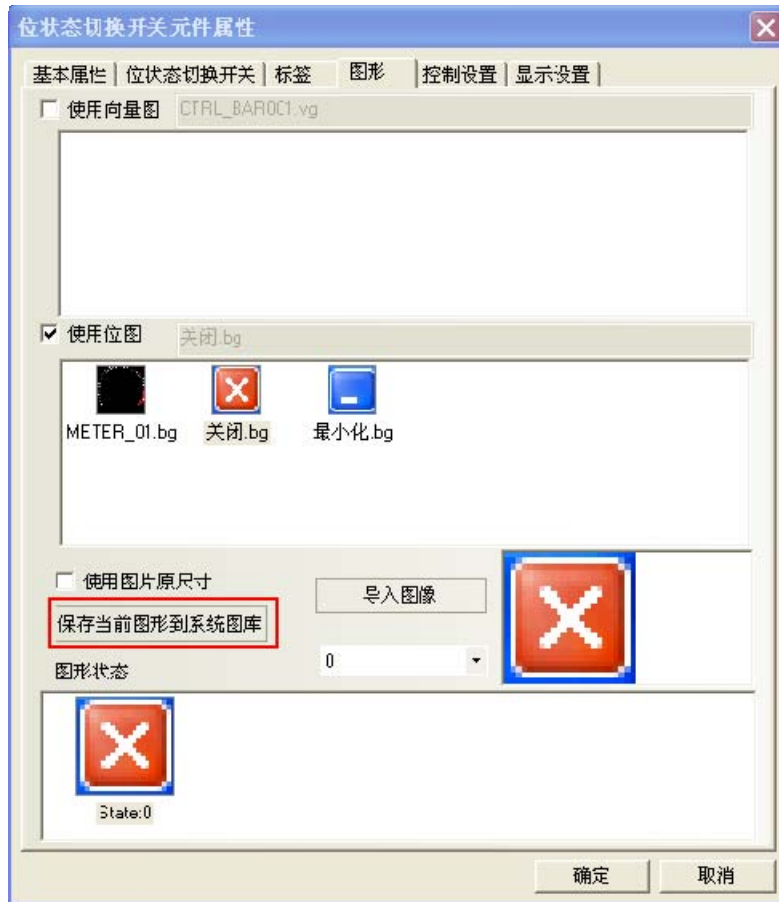 位状态切换开关元件属性
基本属性 位状态切换开关 标签 图形 控制设置 显示设置
使用向量图 CTRL_BAR001.vg
使用位图 关闭.bg
METER_01.bg 关闭.bg 最小化.bg
使用图片原尺寸
导入图像
保存当前图形到系统图库
0
图形状态
State:0
确定 取消